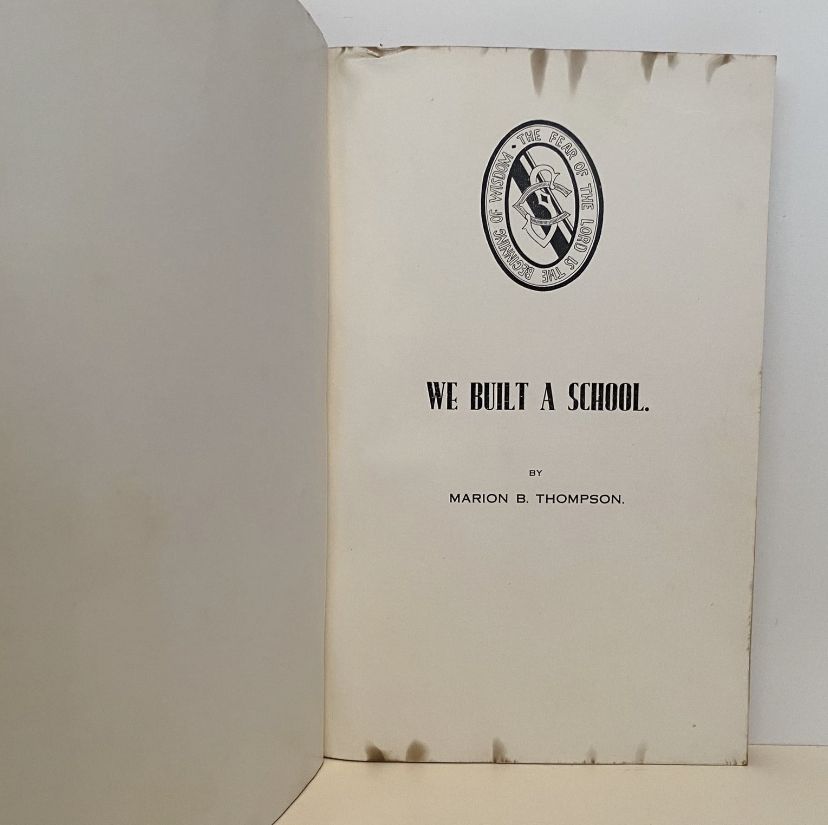 • THE FEAR OF THE LORD IS THE BEGINNING OF WISDOM
WE BUILT A SCHOOL.
BY
MARION B. THOMPSON.